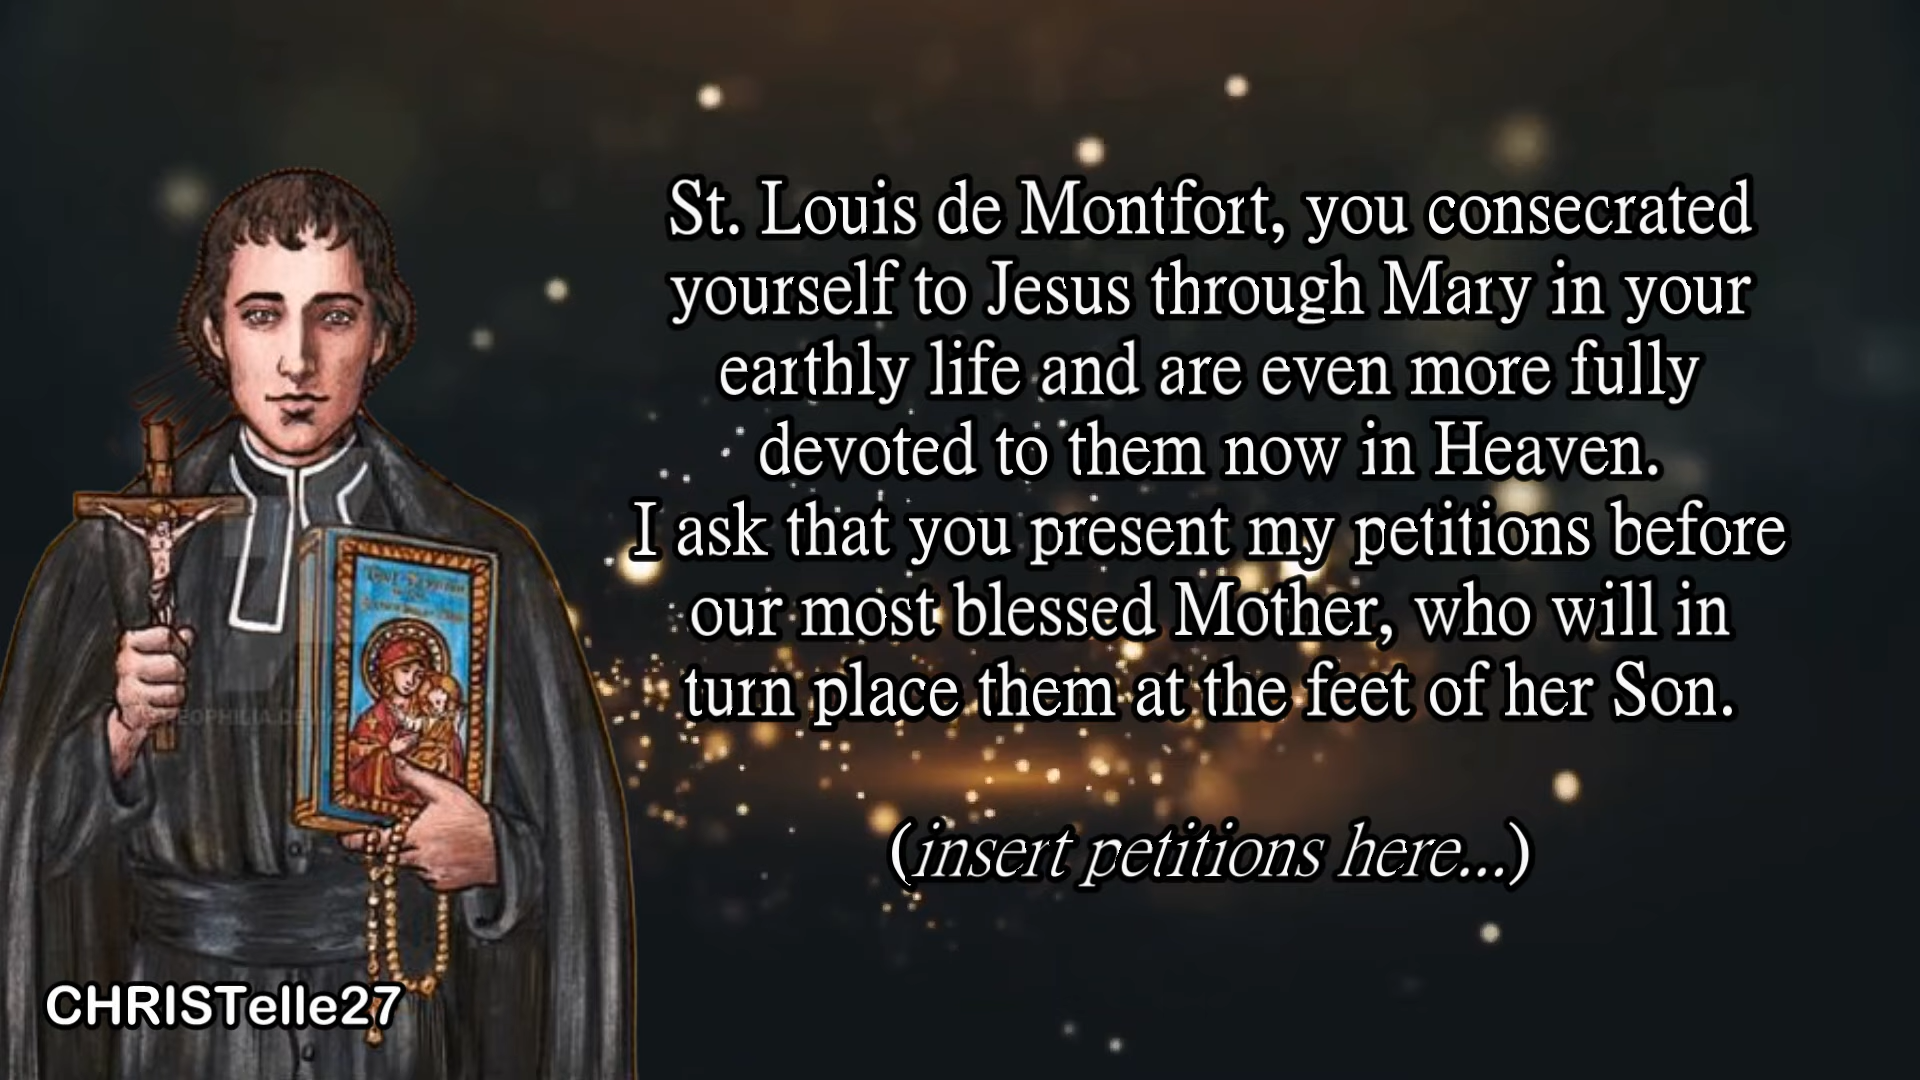 St. Louis de Montfort, you consecrated
yourself to Jesus through Mary in your
earthly life and are even more fully
devoted to them now in Heaven.
I ask that you present my petitions before
our most blessed Mother, who will in
turn place them at the feet of her Son.
(insert petitions here...)
CHRISTelle27